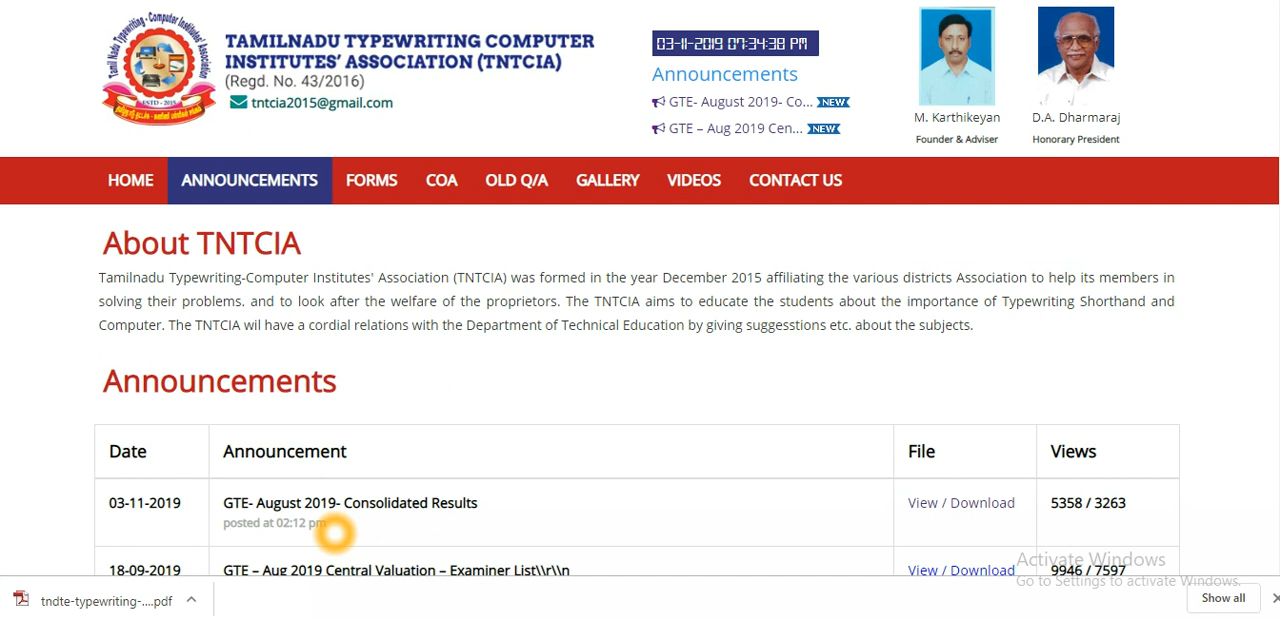 Tamil Nadu Typewriting - Computer Institutes' Association
ESTD - 2015
TAMILNADU TYPEWRITING COMPUTER
INSTITUTES' ASSOCIATION (TNTCIA)
(Regd. No. 43/2016)
tntcia2015@gmail.com
03-11-2019 07:34:38 PM
Announcements
GTE- August 2019- Co... NEW
GTE – Aug 2019 Cen... NEW
M. Karthikeyan
Founder & Adviser
D.A. Dharmaraj
Honorary President
HOME ANNOUNCEMENTS FORMS COA OLD Q/A GALLERY VIDEOS CONTACT US
About TNTCIA
Tamilnadu Typewriting-Computer Institutes' Association (TNTCIA) was formed in the year December 2015 affiliating the various districts Association to help its members in
solving their problems. and to look after the welfare of the proprietors. The TNTCIA aims to educate the students about the importance of Typewriting Shorthand and
Computer. The TNTCIA wil have a cordial relations with the Department of Technical Education by giving suggesstions etc. about the subjects.
Announcements
Date Announcement File Views
03-11-2019 GTE- August 2019- Consolidated Results View / Download 5358 / 3263
posted at 02:12 pm
18-09-2019 GTE – Aug 2019 Central Valuation – Examiner List\\r\\n View / Download 9946 / 7597
Activate Windows
Go to Settings to activate Windows.
tndte-typewriting-....pdf
Show all